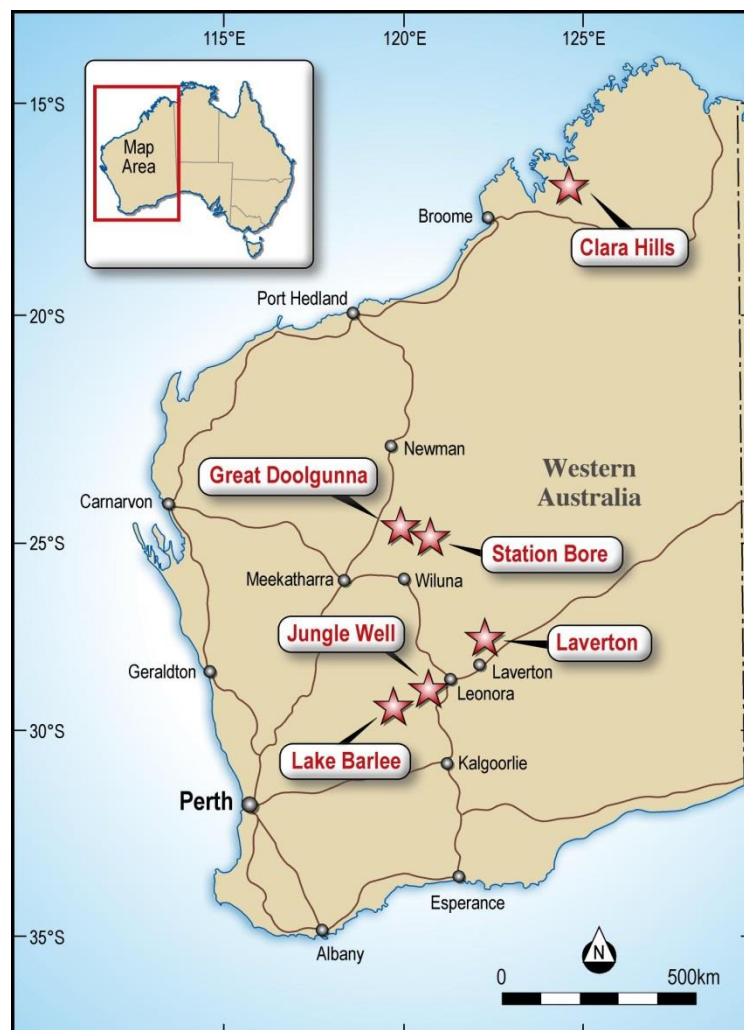 115°E
120°E
125°E
15°S
Map
Area
Broome
Clara Hills
Port Hedland
20°S
Newman
Great Doolgunna
Western
Australia
Carnarvon
25°S
Station Bore
Meekatharra
Wiluna
Jungle Well
Laverton
Geraldton
Laverton
Leonora
30°S
Lake Barlee
Kalgoorlie
Perth
Esperance
35°S
Albany
N
0
500km